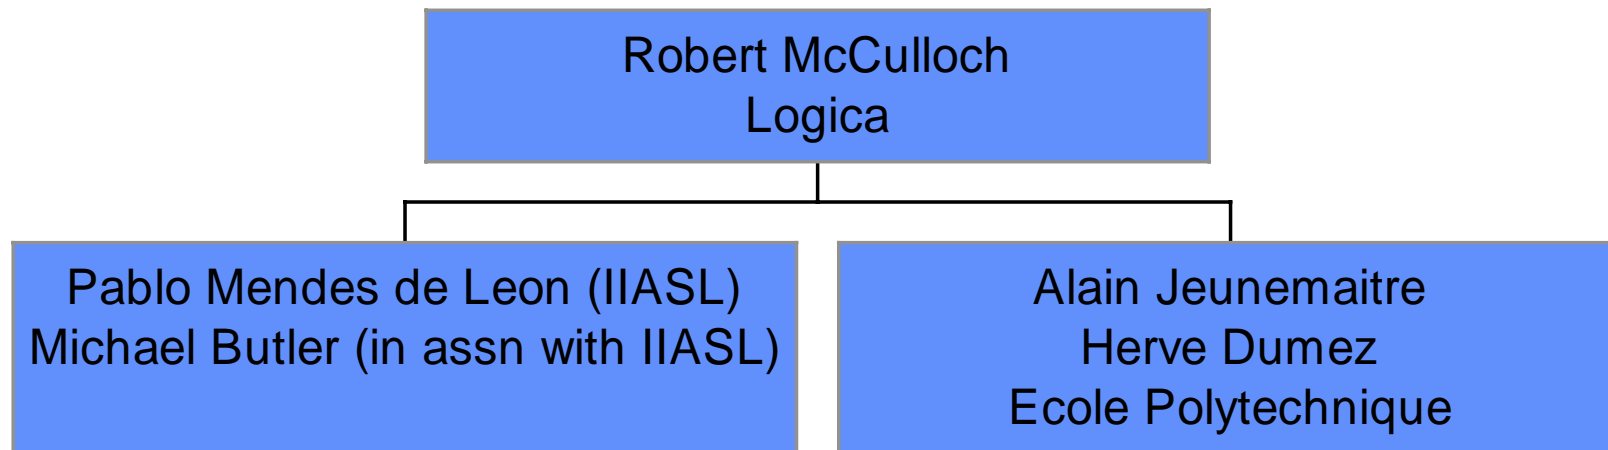 Robert McCulloch
Logica
Pablo Mendes de Leon (IIASL)
Michael Butler (in assn with IIASL)
Alain Jeunemaitre
Herve Dumez
Ecole Polytechnique